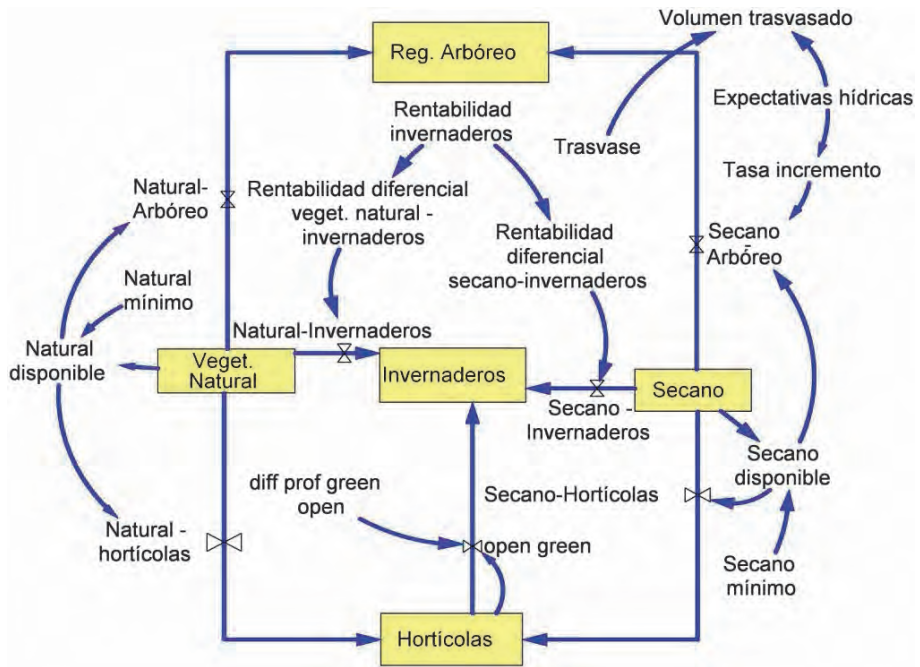 Volumen trasvasado
Reg. Arbóreo
Expectativas hídricas
Rentabilidad
invernaderos
Trasvase
Tasa incremento
Natural-
Arbóreo
Rentabilidad diferencial
veget. natural -
invernaderos
Rentabilidad
diferencial
secano-invernaderos
Secano -
Arbóreo
Natural
mínimo
Natural-Invernaderos
Natural
disponible
Veget.
Natural
Invernaderos
Secano
Secano -
Invernaderos
Secano
disponible
diff prof green
open
Secano-Hortícolas
Natural -
hortícolas
open green
Secano
mínimo
Hortícolas